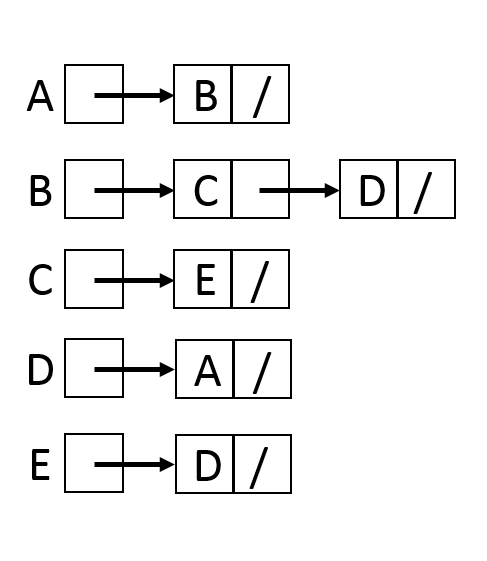 A B /
B C D /
C E /
D A /
E D /